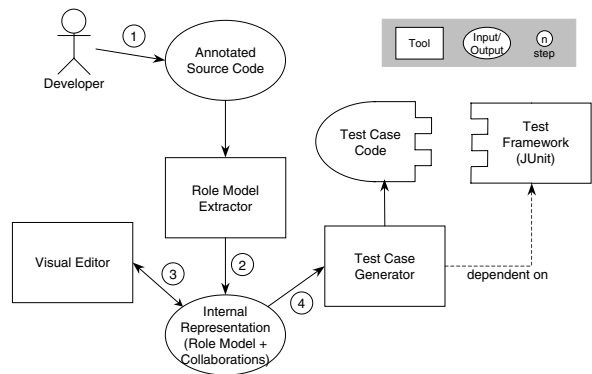 1
Annotated
Source Code
Developer
Tool
Input/
Output
n
step
Test Case
Code
Test
Framework
(JUnit)
Role Model
Extractor
Visual Editor
3
2
4
Test Case
Generator
dependent on
Internal
Representation
(Role Model +
Collaborations)